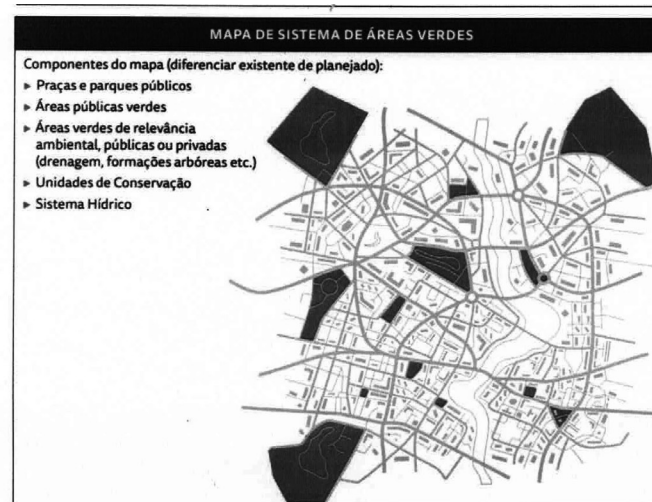 MAPA DE SISTEMA DE ÁREAS VERDES
Componentes do mapa (diferenciar existente de planejado):
▸ Praças e parques públicos
▸ Áreas públicas verdes
▸ Áreas verdes de relevância
ambiental, públicas ou privadas
(drenagem, formações arbóreas etc.)
▸ Unidades de Conservação
▸ Sistema Hídrico